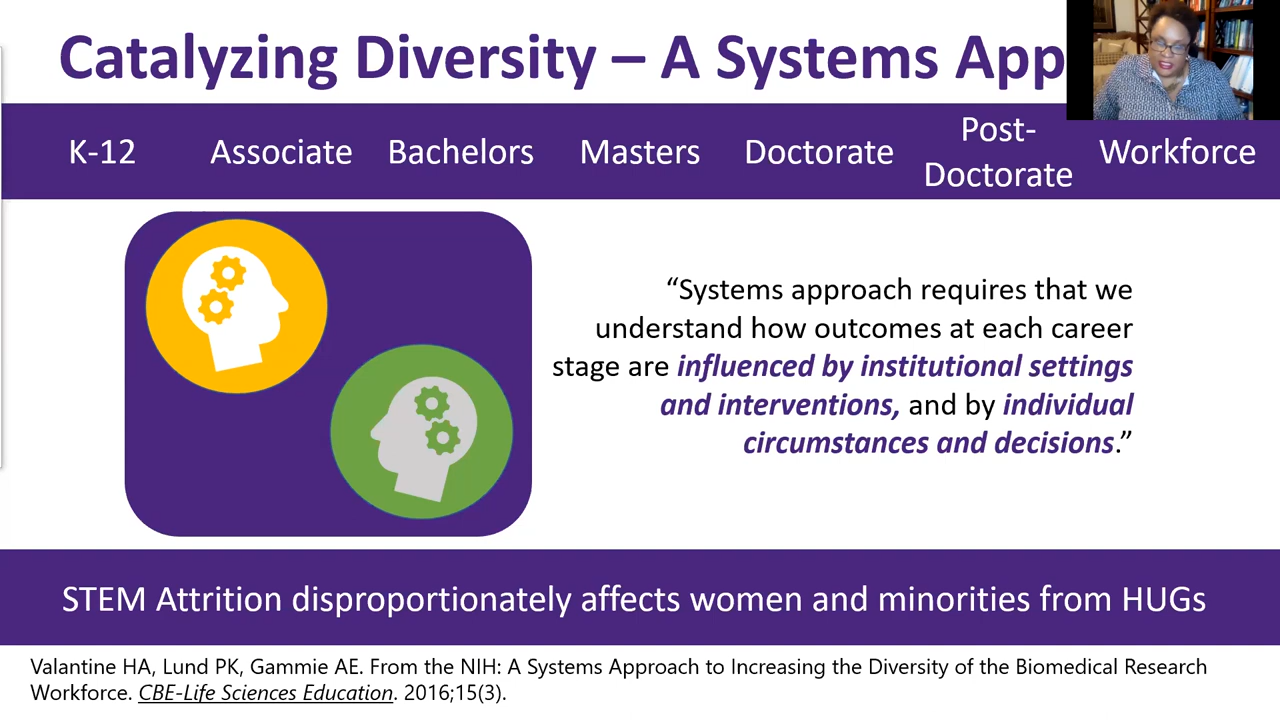 Catalyzing Diversity – A Systems App
K-12 Associate Bachelors Masters Doctorate Post-Doctorate Workforce
“Systems approach requires that we
understand how outcomes at each career
stage are influenced by institutional settings
and interventions, and by individual
circumstances and decisions.”
STEM Attrition disproportionately affects women and minorities from HUGs
Valantine HA, Lund PK, Gammie AE. From the NIH: A Systems Approach to Increasing the Diversity of the Biomedical Research
Workforce. CBE-Life Sciences Education. 2016;15(3).